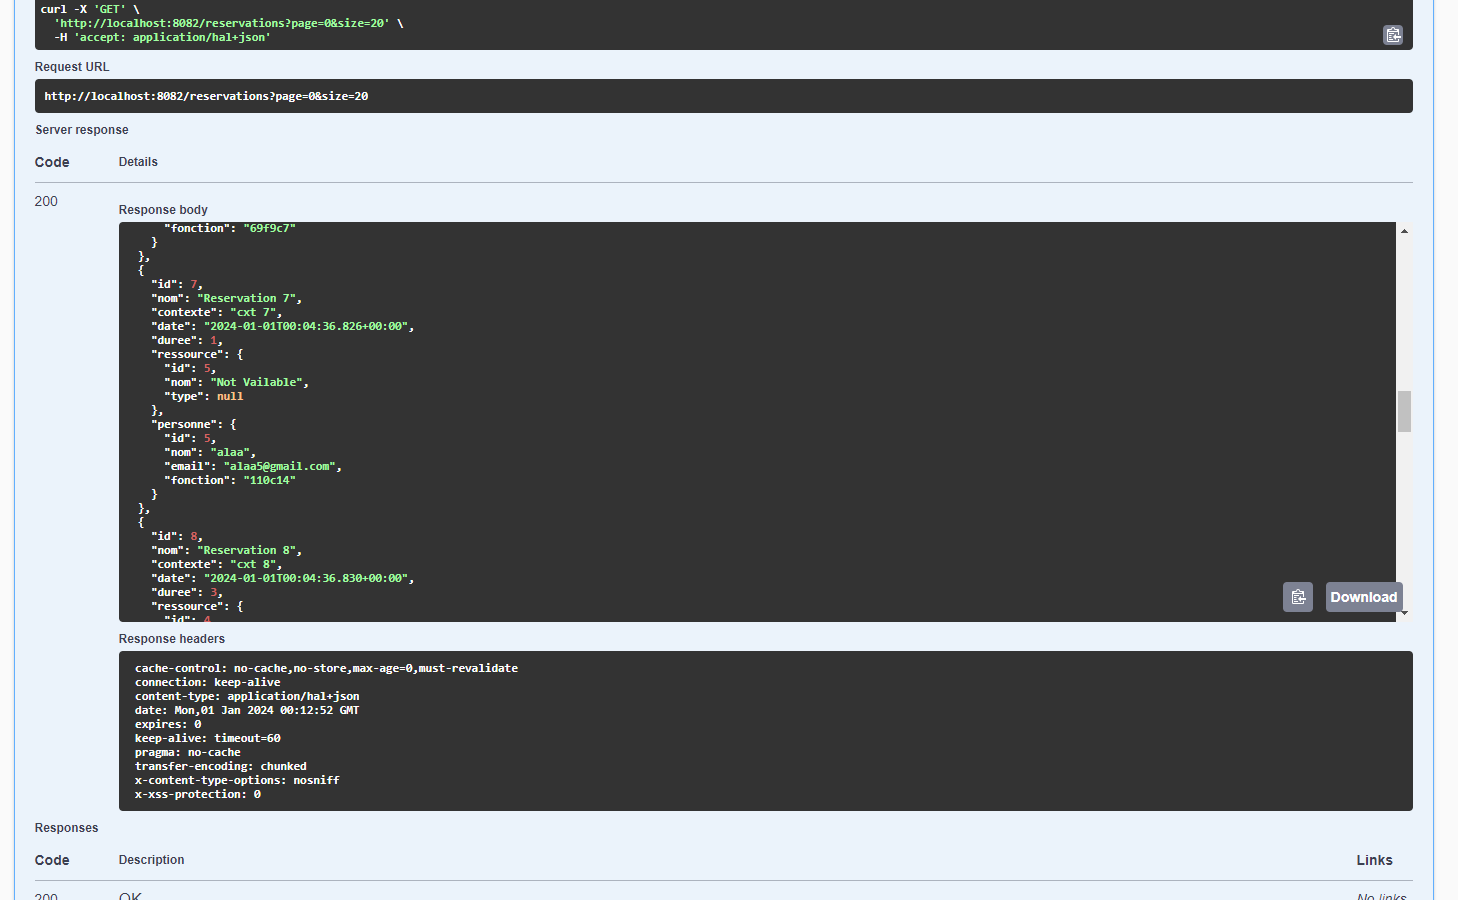 curl -X 'GET' \
'http://localhost:8082/reservations?page=0&size=20' \
-H 'accept: application/hal+json'
Request URL
http://localhost:8082/reservations?page=0&size=20
Server response
Code Details
200
Response body
"fonction": "69f9c7"
}
},
{
"id": 7,
"nom": "Reservation 7",
"contexte": "cxt 7",
"date": "2024-01-01T00:04:36.826+00:00",
"duree": 1,
"ressource": {
"id": 5,
"nom": "Not Vailable",
"type": null
},
"personne": {
"id": 5,
"nom": "alaa",
"email": "alaa5@gmail.com",
"fonction": "110c14"
}
},
{
"id": 8,
"nom": "Reservation 8",
"contexte": "cxt 8",
"date": "2024-01-01T00:04:36.830+00:00",
"duree": 3,
"ressource": {
"id": 4
Download
Response headers
cache-control: no-cache,no-store,max-age=0,must-revalidate
connection: keep-alive
content-type: application/hal+json
date: Mon,01 Jan 2024 00:12:52 GMT
expires: 0
keep-alive: timeout=60
pragma: no-cache
transfer-encoding: chunked
x-content-type-options: nosniff
x-xss-protection: 0
Responses
Code Description Links
200 OK No links